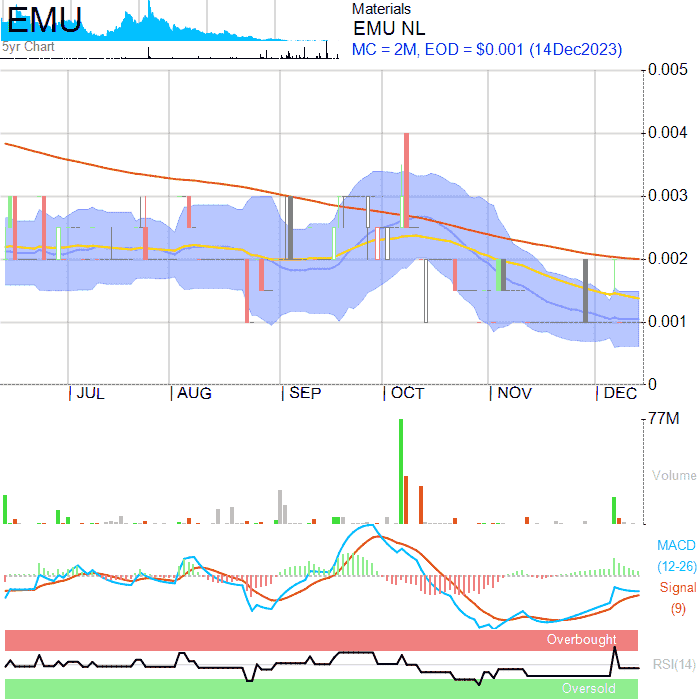 EMU
5yr Chart
Materials
EMU NL
MC = 2M, EOD = $0.001 (14Dec2023)
0.005
0.004
0.003
0.002
0.001
0
JUL
AUG
SEP
OCT
NOV
DEC
77M
Volume
MACD
(12-26)
Signal
(9)
Overbought
RSI(14)
Oversold